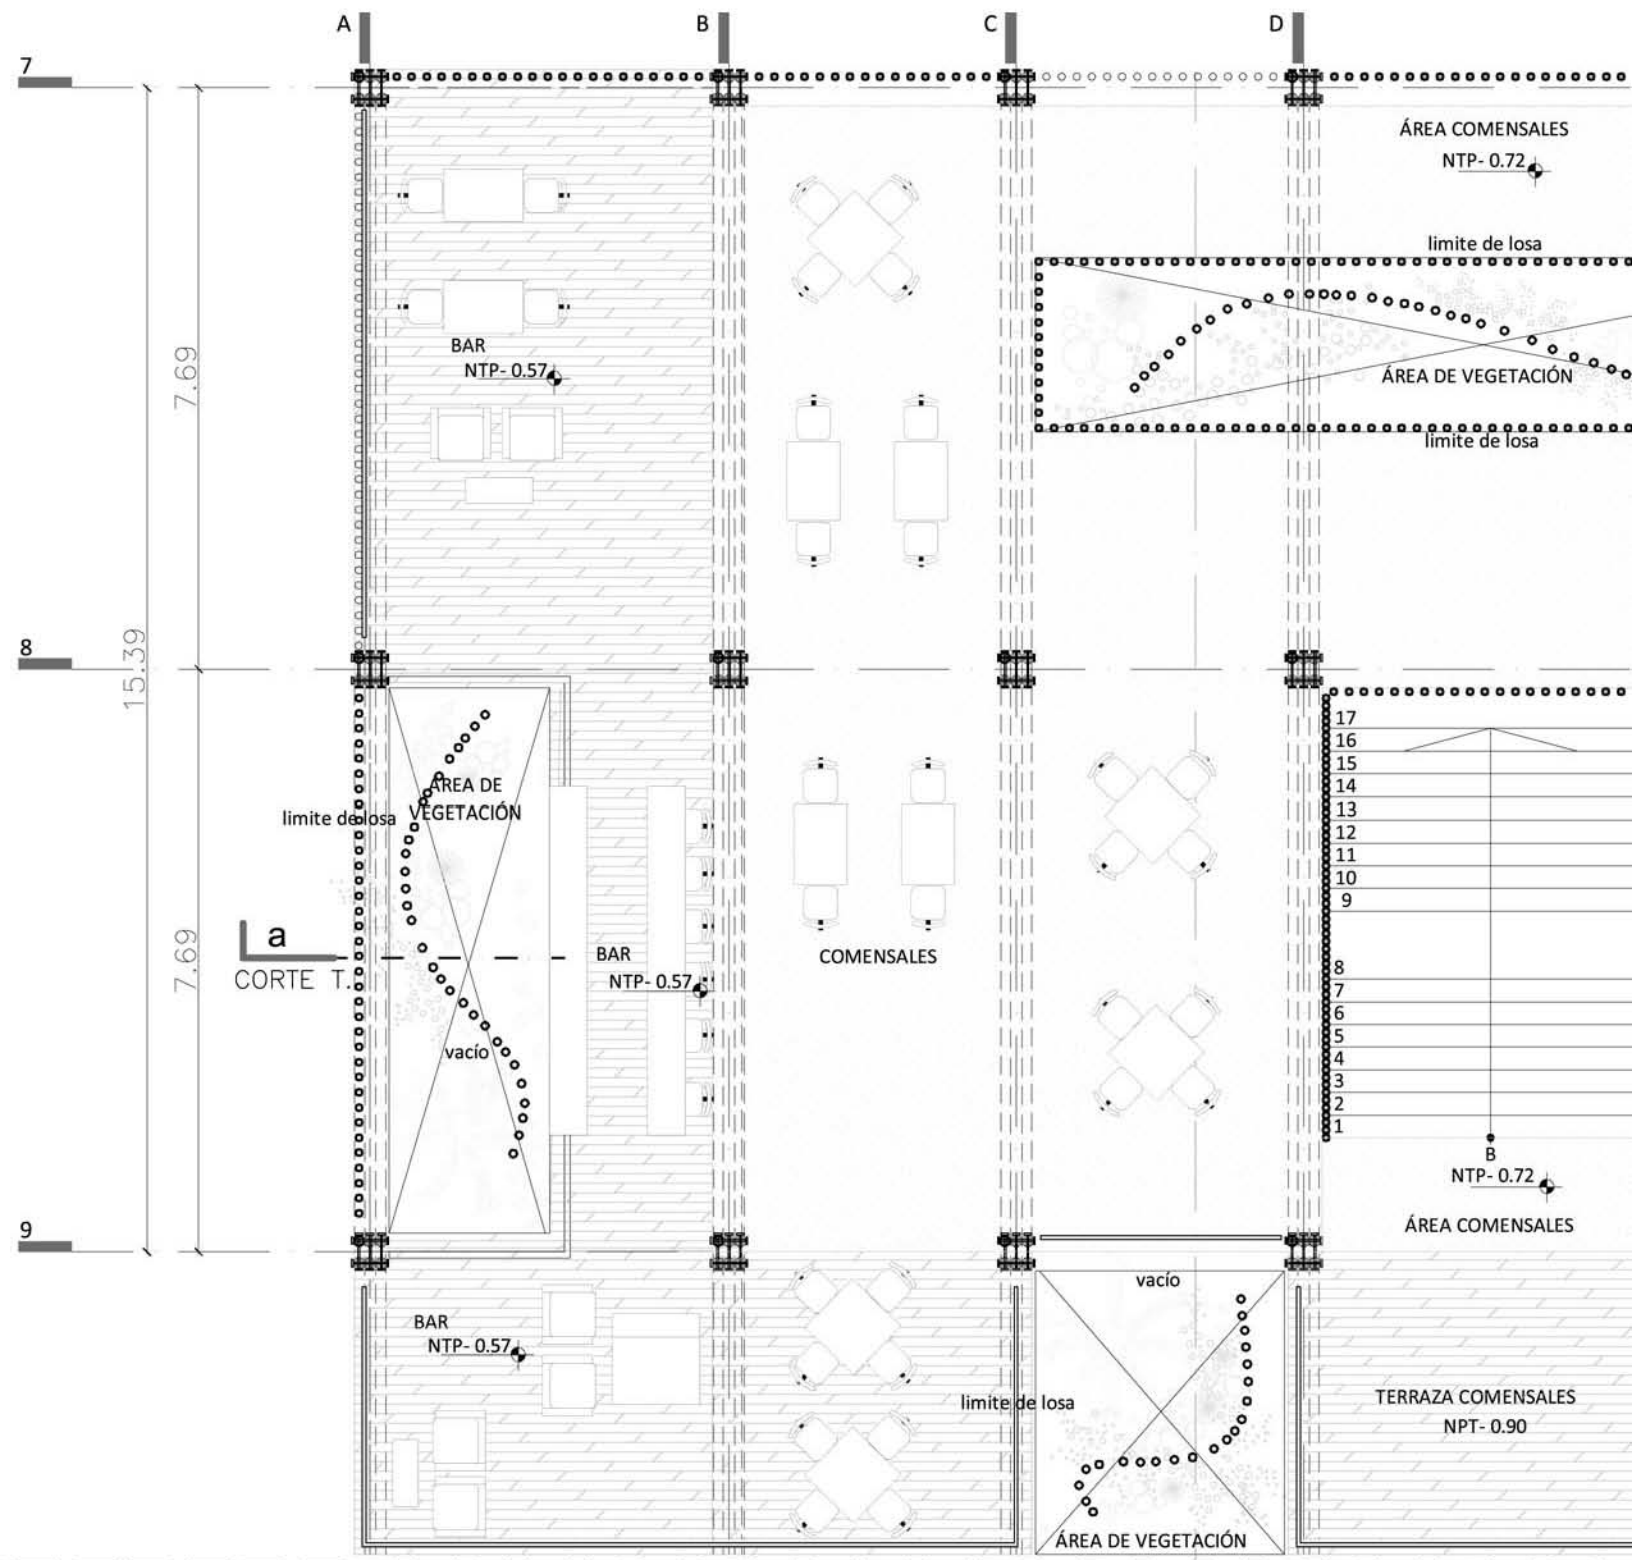 A
B
C
D
7
ÁREA COMENSALES
NTP- 0.72
limite de losa
BAR
NTP- 0.57
7.69
ÁREA DE VEGETACIÓN
limite de losa
15.39
8
17
16
15
14
13
12
11
10
9
8
7
6
5
4
3
2
1
ÁREA DE
VEGETACIÓN
limite de losa
a
CORTE T.
7.69
BAR
NTP- 0.57
COMENSALES
vacío
B
NTP- 0.72
ÁREA COMENSALES
9
vacío
BAR
NTP- 0.57
limite de losa
TERRAZA COMENSALES
NPT- 0.90
ÁREA DE VEGETACIÓN